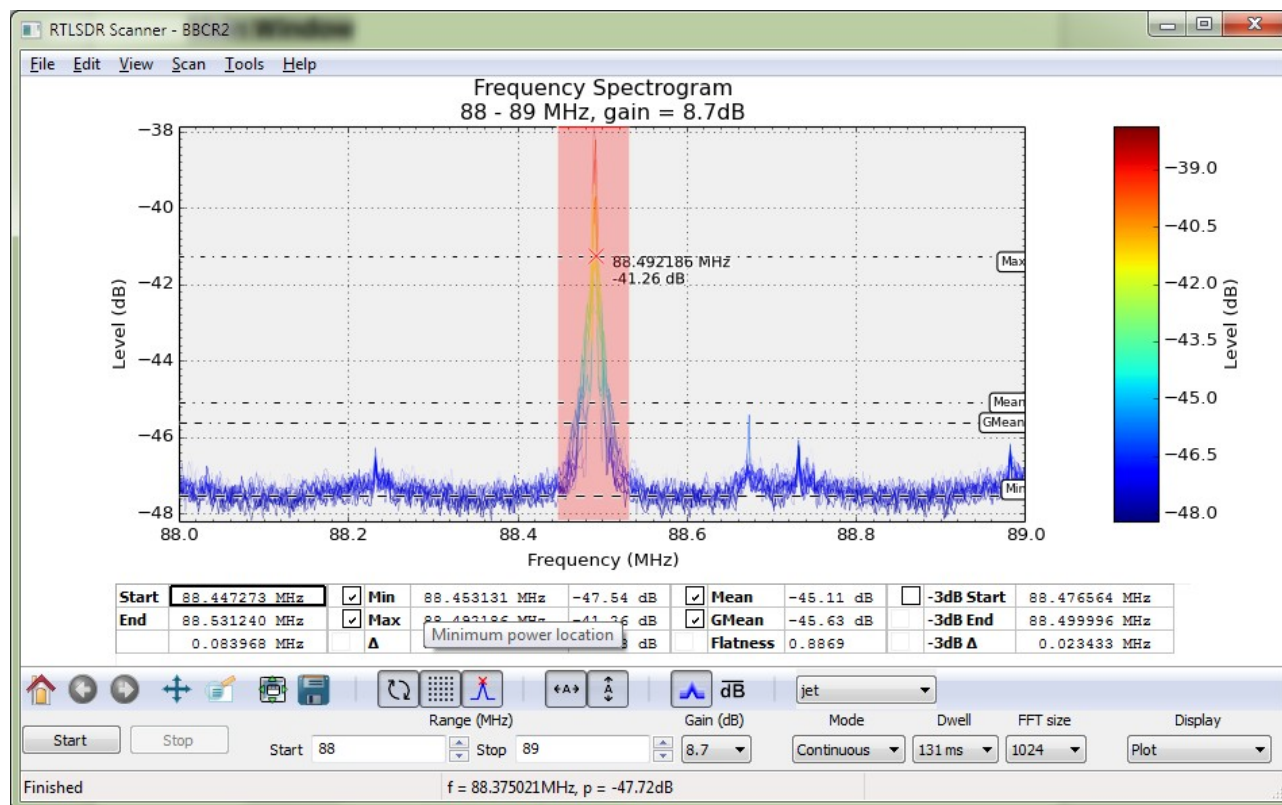 RTLSDR Scanner - BBCR2
File Edit View Scan Tools Help
Frequency Spectrogram
88 - 89 MHz, gain = 8.7dB
Level (dB)
−38
−40
−42
−44
−46
−48
88.492186 MHz
-41.26 dB
Max
Mean
GMean
Min
88.0 88.2 88.4 88.6 88.8 89.0
Frequency (MHz)
−39.0
−40.5
−42.0
−43.5
−45.0
−46.5
−48.0
Level (dB)
Start 88.447273 MHz Min 88.453131 MHz -47.54 dB Mean -45.11 dB -3dB Start 88.476564 MHz
End 88.531240 MHz Max 88.492186 MHz -41.26 dB GMean -45.63 dB -3dB End 88.499996 MHz
0.083968 MHz Δ dB Flatness 0.8869 -3dB Δ 0.023433 MHz
Minimum power location
dB jet
Range (MHz) Gain (dB) Mode Dwell FFT size Display
Start Stop Start 88 Stop 89 8.7 Continuous 131 ms 1024 Plot
Finished f = 88.375021MHz, p = -47.72dB